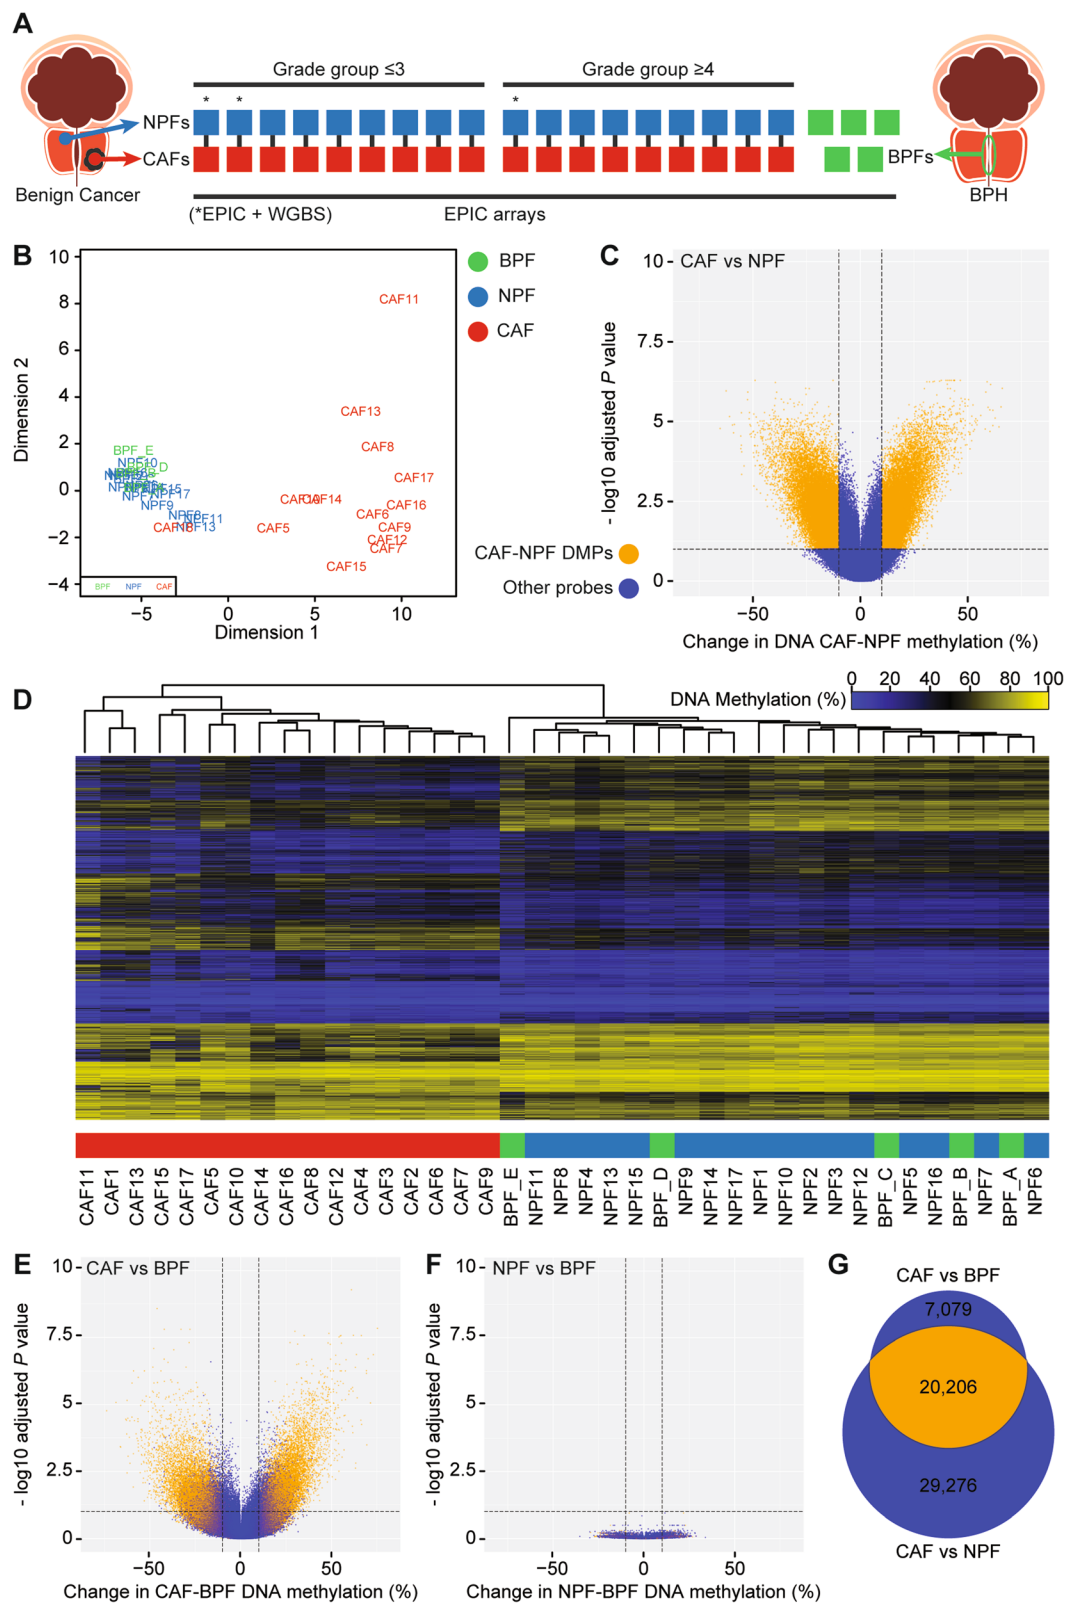 A
Grade group ≤3
Grade group ≥4
* * *
NPFs
CAFs
BPFs
Benign Cancer
BPH
(*EPIC + WGBS)
EPIC arrays
B
Dimension 2
10
8
6
4
2
0
−2
−4
CAF11
CAF13
CAF8
CAF17
CAF14
CAF16
CAF6
CAF5
CAF9
CAF12
CAF7
CAF15
BPF_E
NPF10
NPF17
NPF9
NPF8
NPF11
NPF13
BPF NPF CAF
−5 0 5 10
Dimension 1
BPF
NPF
CAF
C
CAF vs NPF
- log10 adjusted P value
10
7.5
5
2.5
0
−50 0 50
Change in DNA CAF-NPF methylation (%)
CAF-NPF DMPs
Other probes
D
DNA Methylation (%)
0 20 40 60 80 100
CAF11
CAF1
CAF13
CAF15
CAF17
CAF5
CAF10
CAF14
CAF16
CAF8
CAF12
CAF4
CAF3
CAF2
CAF6
CAF7
CAF9
BPF_E
NPF11
NPF8
NPF4
NPF13
NPF15
BPF_D
NPF9
NPF14
NPF17
NPF1
NPF10
NPF2
NPF3
NPF12
BPF_C
NPF5
NPF16
BPF_B
NPF7
BPF_A
NPF6
E
CAF vs BPF
- log10 adjusted P value
10
7.5
5
2.5
0
−50 0 50
Change in CAF-BPF DNA methylation (%)
F
NPF vs BPF
- log10 adjusted P value
10
7.5
5
2.5
0
−50 0 50
Change in NPF-BPF DNA methylation (%)
G
CAF vs BPF
7,079
20,206
29,276
CAF vs NPF